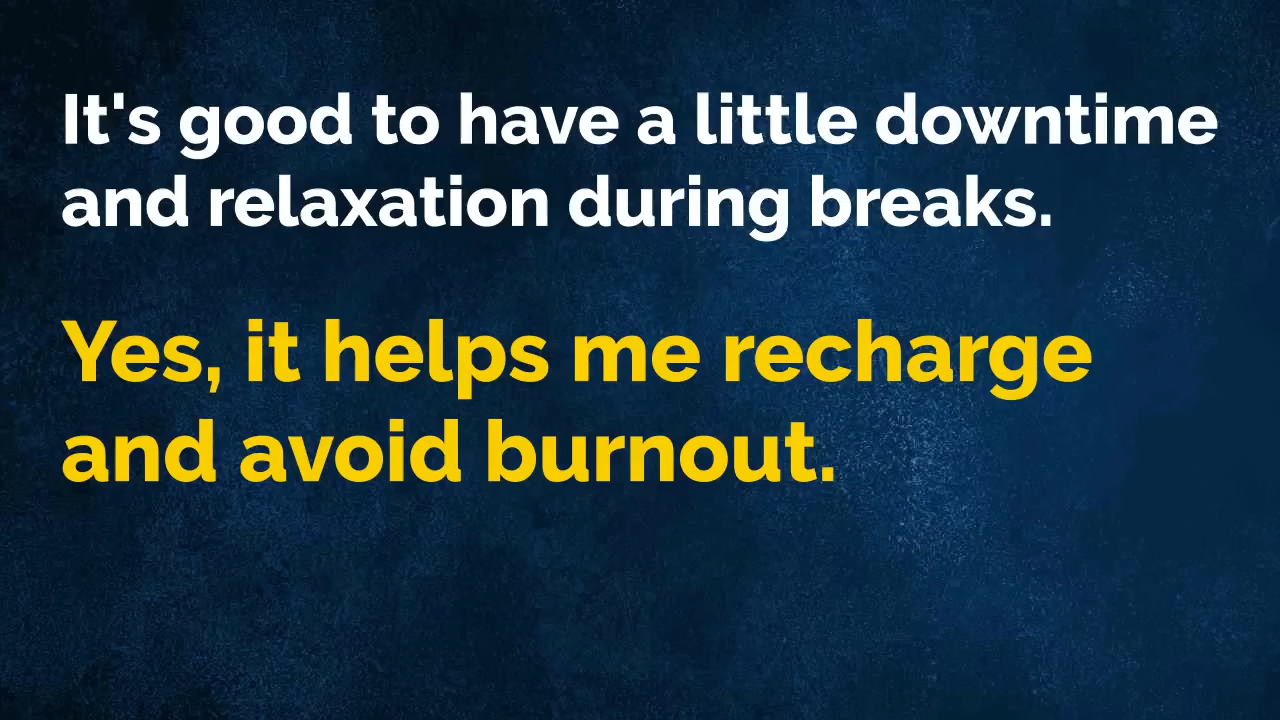 It's good to have a little downtime
and relaxation during breaks.
Yes, it helps me recharge
and avoid burnout.